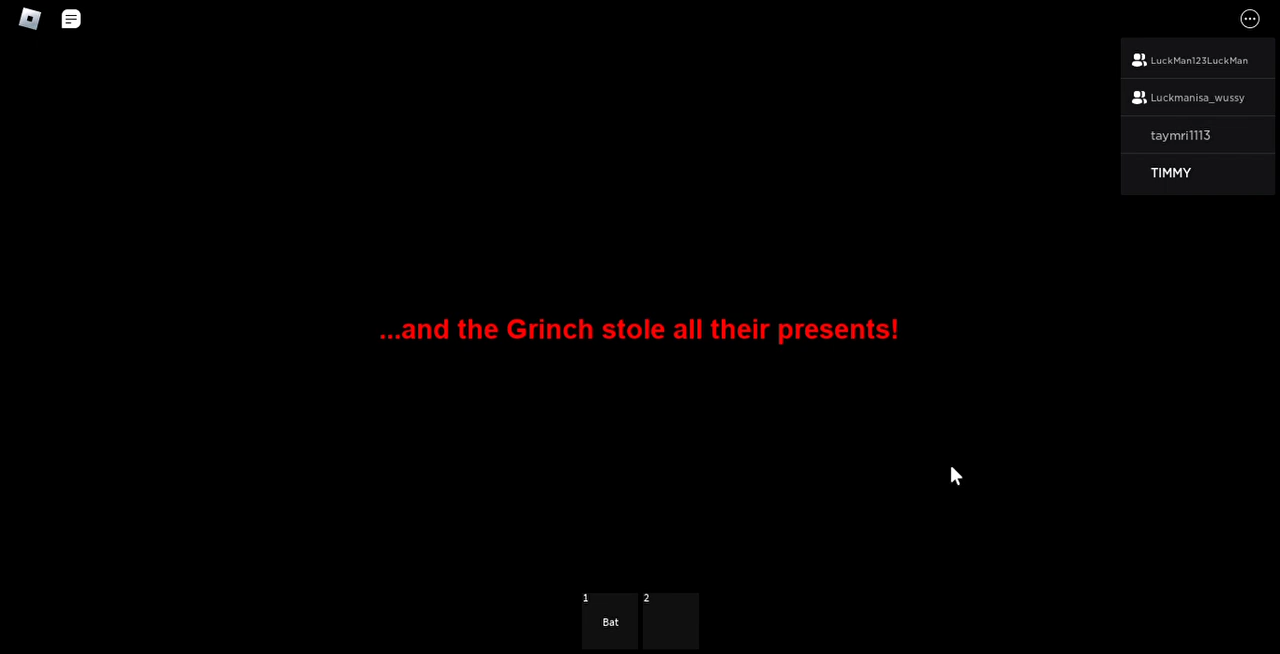 LuckMan123LuckMan
Luckmanisa_wussy
taymri1113
TIMMY
...and the Grinch stole all their presents!
1
2
Bat